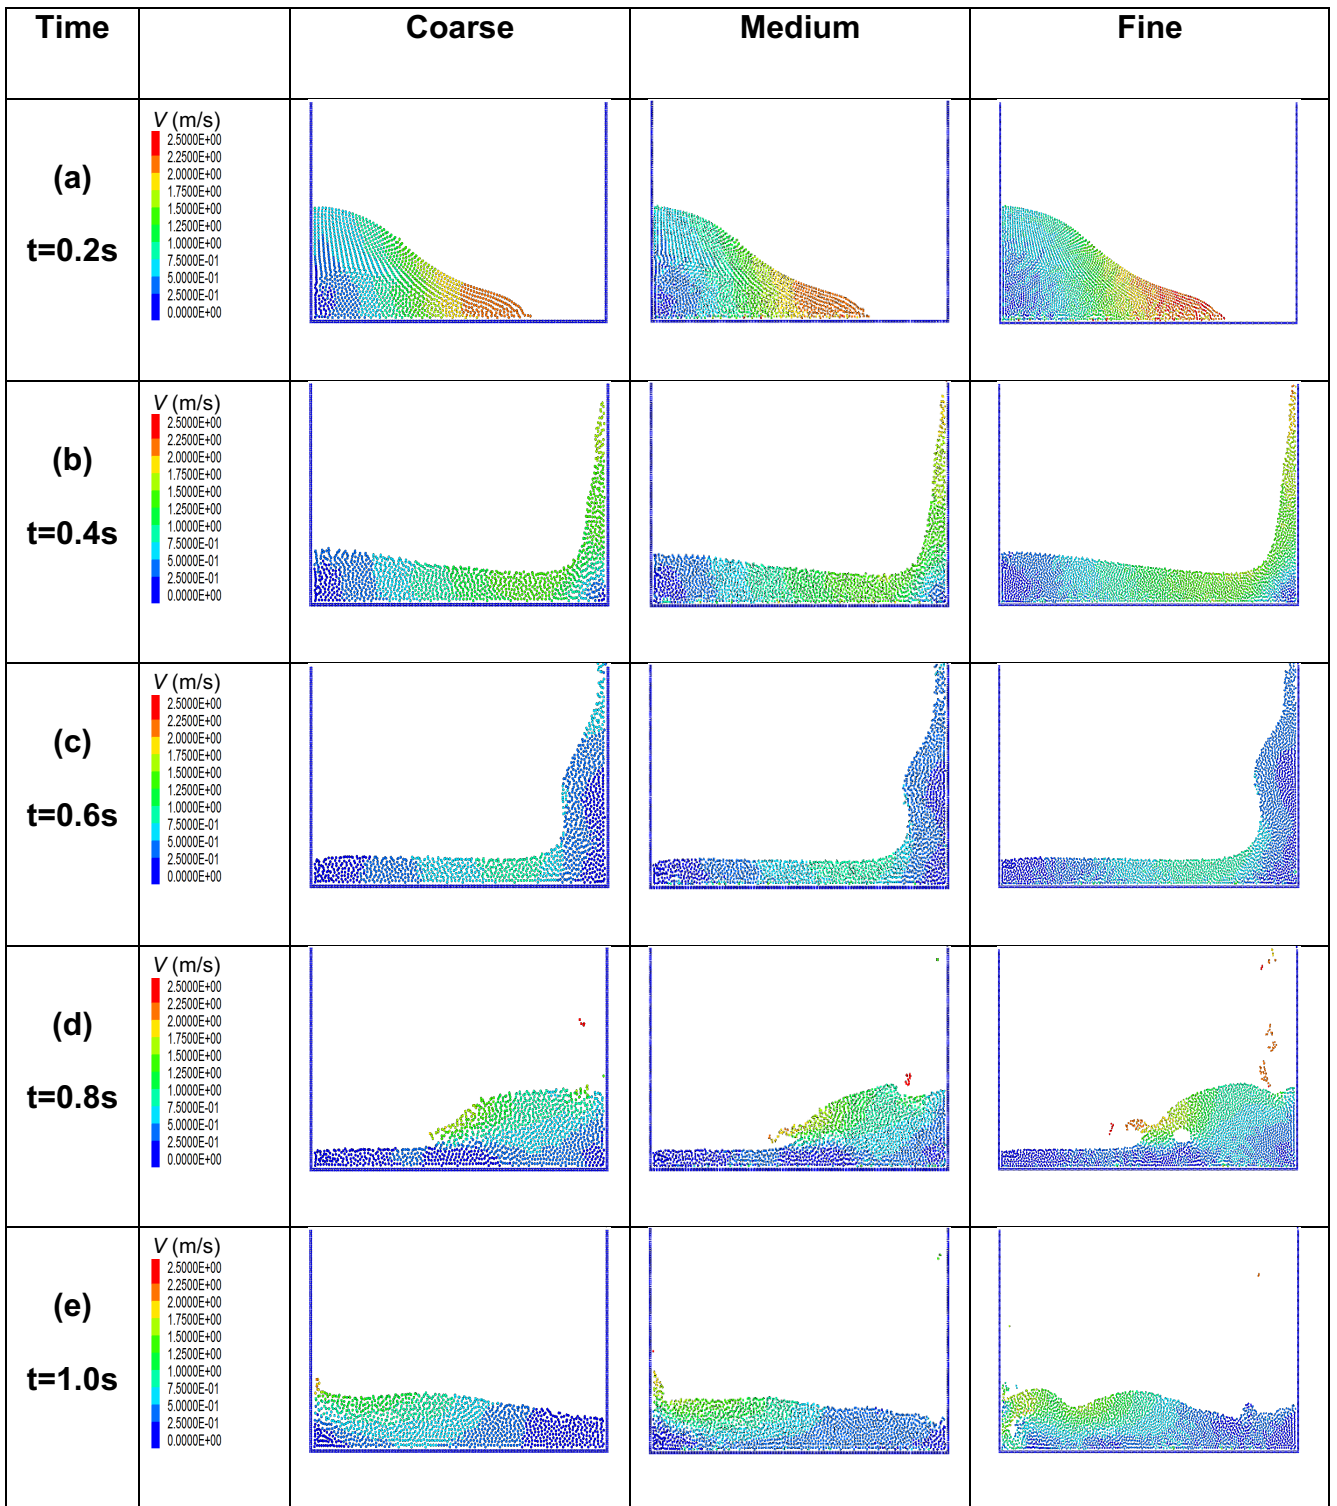 Time Coarse Medium Fine
(a)
t=0.2s
V (m/s)
2.5000E+00
2.2500E+00
2.0000E+00
1.7500E+00
1.5000E+00
1.2500E+00
1.0000E+00
7.5000E-01
5.0000E-01
2.5000E-01
0.0000E+00
(b)
t=0.4s
V (m/s)
2.5000E+00
2.2500E+00
2.0000E+00
1.7500E+00
1.5000E+00
1.2500E+00
1.0000E+00
7.5000E-01
5.0000E-01
2.5000E-01
0.0000E+00
(c)
t=0.6s
V (m/s)
2.5000E+00
2.2500E+00
2.0000E+00
1.7500E+00
1.5000E+00
1.2500E+00
1.0000E+00
7.5000E-01
5.0000E-01
2.5000E-01
0.0000E+00
(d)
t=0.8s
V (m/s)
2.5000E+00
2.2500E+00
2.0000E+00
1.7500E+00
1.5000E+00
1.2500E+00
1.0000E+00
7.5000E-01
5.0000E-01
2.5000E-01
0.0000E+00
(e)
t=1.0s
V (m/s)
2.5000E+00
2.2500E+00
2.0000E+00
1.7500E+00
1.5000E+00
1.2500E+00
1.0000E+00
7.5000E-01
5.0000E-01
2.5000E-01
0.0000E+00